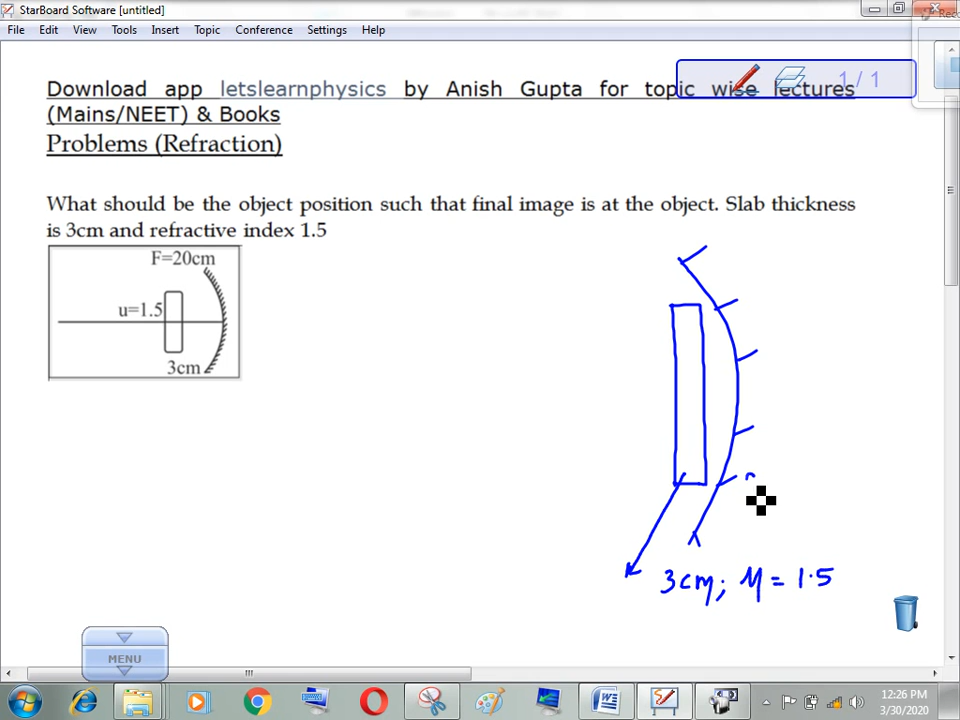 StarBoard Software [untitled]
Rec
File Edit View Tools Insert Topic Conference Settings Help
1 / 1
Download app letslearnphysics by Anish Gupta for topic wise lectures
(Mains/NEET) & Books
Problems (Refraction)
What should be the object position such that final image is at the object. Slab thickness
is 3cm and refractive index 1.5
F=20cm
u=1.5
3cm
3cm; μ = 1.5
MENU
12:26 PM
3/30/2020